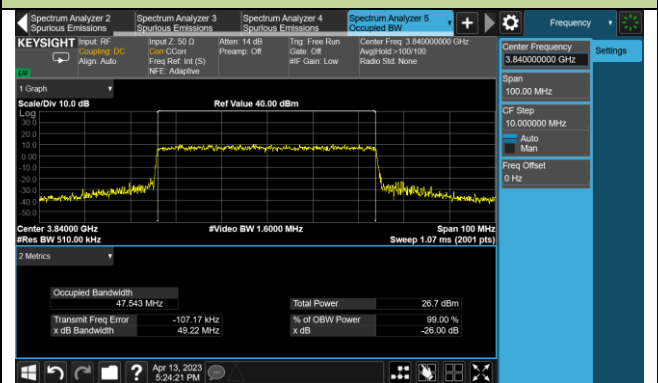 Spectrum Analyzer 2
Spurious Emissions
Spectrum Analyzer 3
Spurious Emissions
Spectrum Analyzer 4
Spurious Emissions
Spectrum Analyzer 5
Occupied BW
Frequency
KEYSIGHT
Input: RF
Coupling: DC
Align: Auto
Input Z: 50 Ω
Corr CCorr
Freq Ref: Int (S)
NFE: Adaptive
Atten: 14 dB
Preamp: Off
Trig: Free Run
Gate: Off
#IF Gain: Low
Center Freq: 3.840000000 GHz
Avg|Hold:>100/100
Radio Std: None
LW
Center Frequency
3.840000000 GHz
Settings
Span
100.00 MHz
CF Step
10.000000 MHz
Auto
Man
Freq Offset
0 Hz
1 Graph
Scale/Div 10.0 dB
Ref Value 40.00 dBm
Log
30.0
20.0
10.0
0.00
-10.0
-20.0
-30.0
-40.0
-50.0
Center 3.84000 GHz
#Video BW 1.6000 MHz
Span 100 MHz
#Res BW 510.00 kHz
Sweep 1.07 ms (2001 pts)
2 Metrics
Occupied Bandwidth
47.543 MHz
Total Power
26.7 dBm
Transmit Freq Error
-107.17 kHz
% of OBW Power
99.00 %
x dB Bandwidth
49.22 MHz
x dB
-26.00 dB
?
Apr 13, 2023
5:24:21 PM